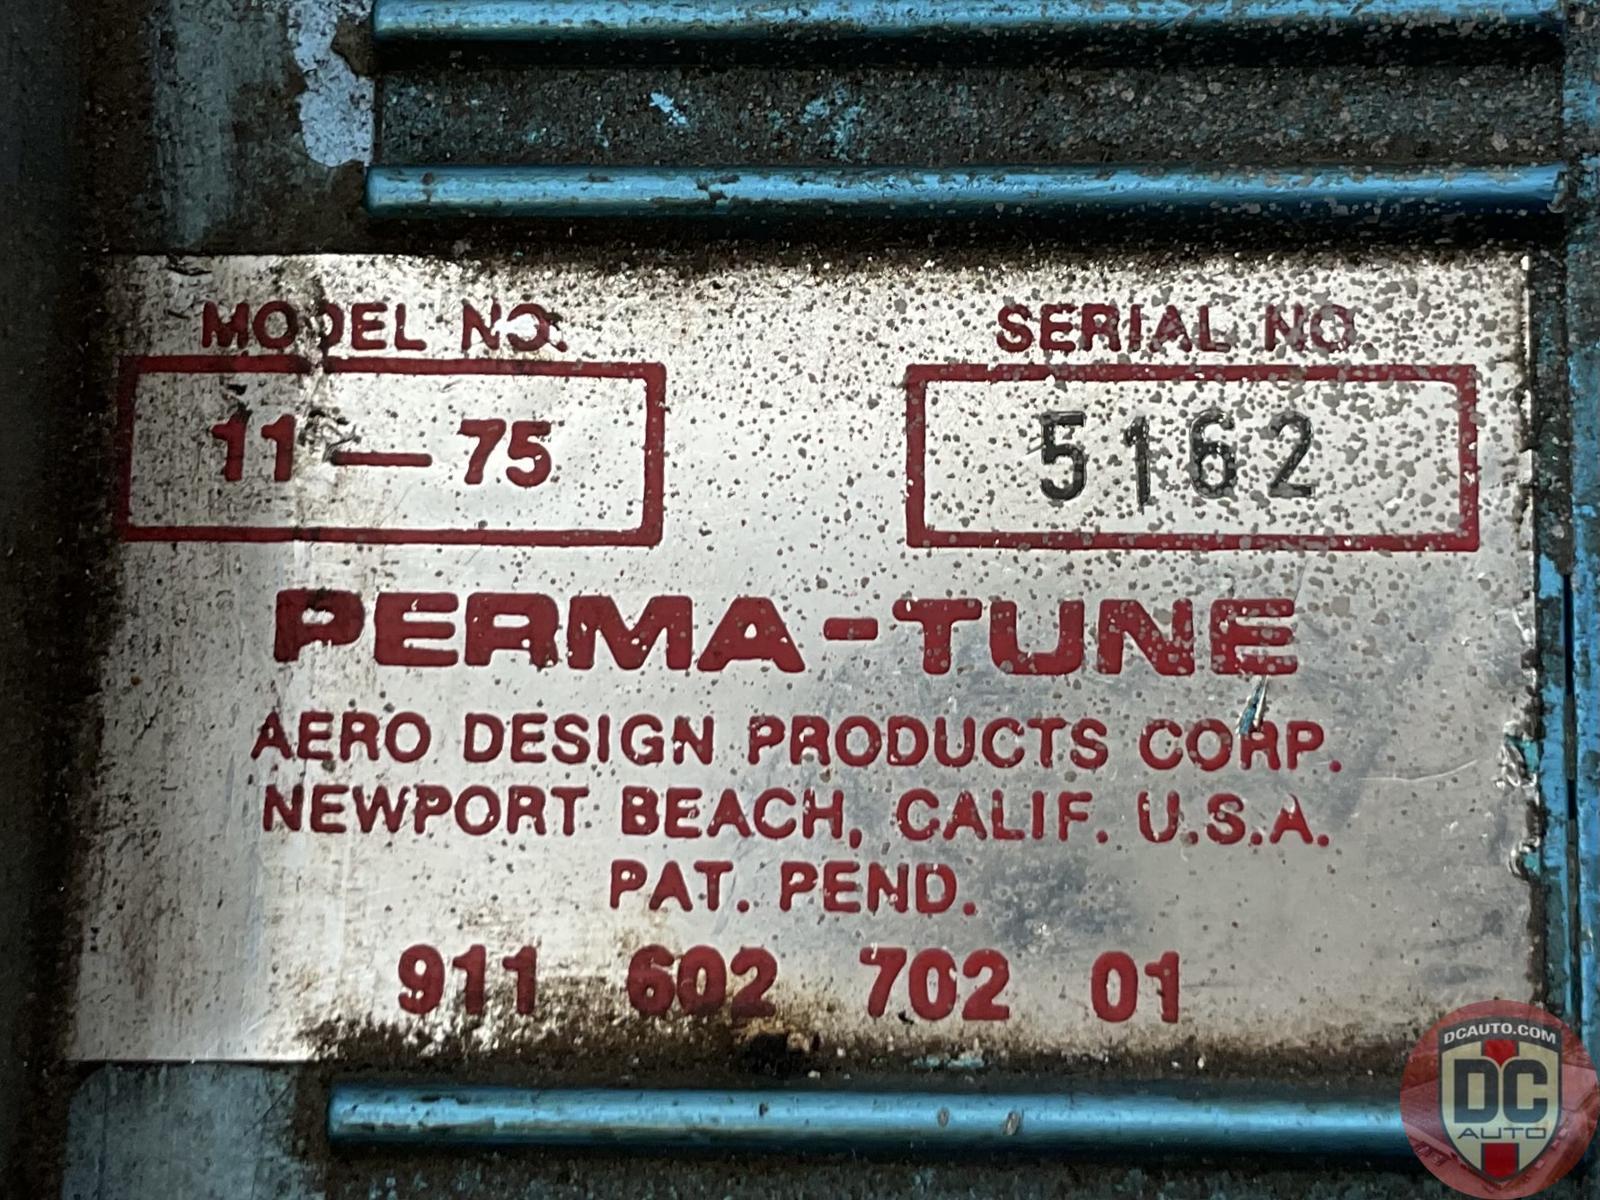 MODEL NO. SERIAL NO.
11 — 75 5162
PERMA-TUNE
AERO DESIGN PRODUCTS CORP.
NEWPORT BEACH, CALIF. U.S.A.
PAT. PEND.
911 602 702 01
DCAUTO.COM
DC
AUTO